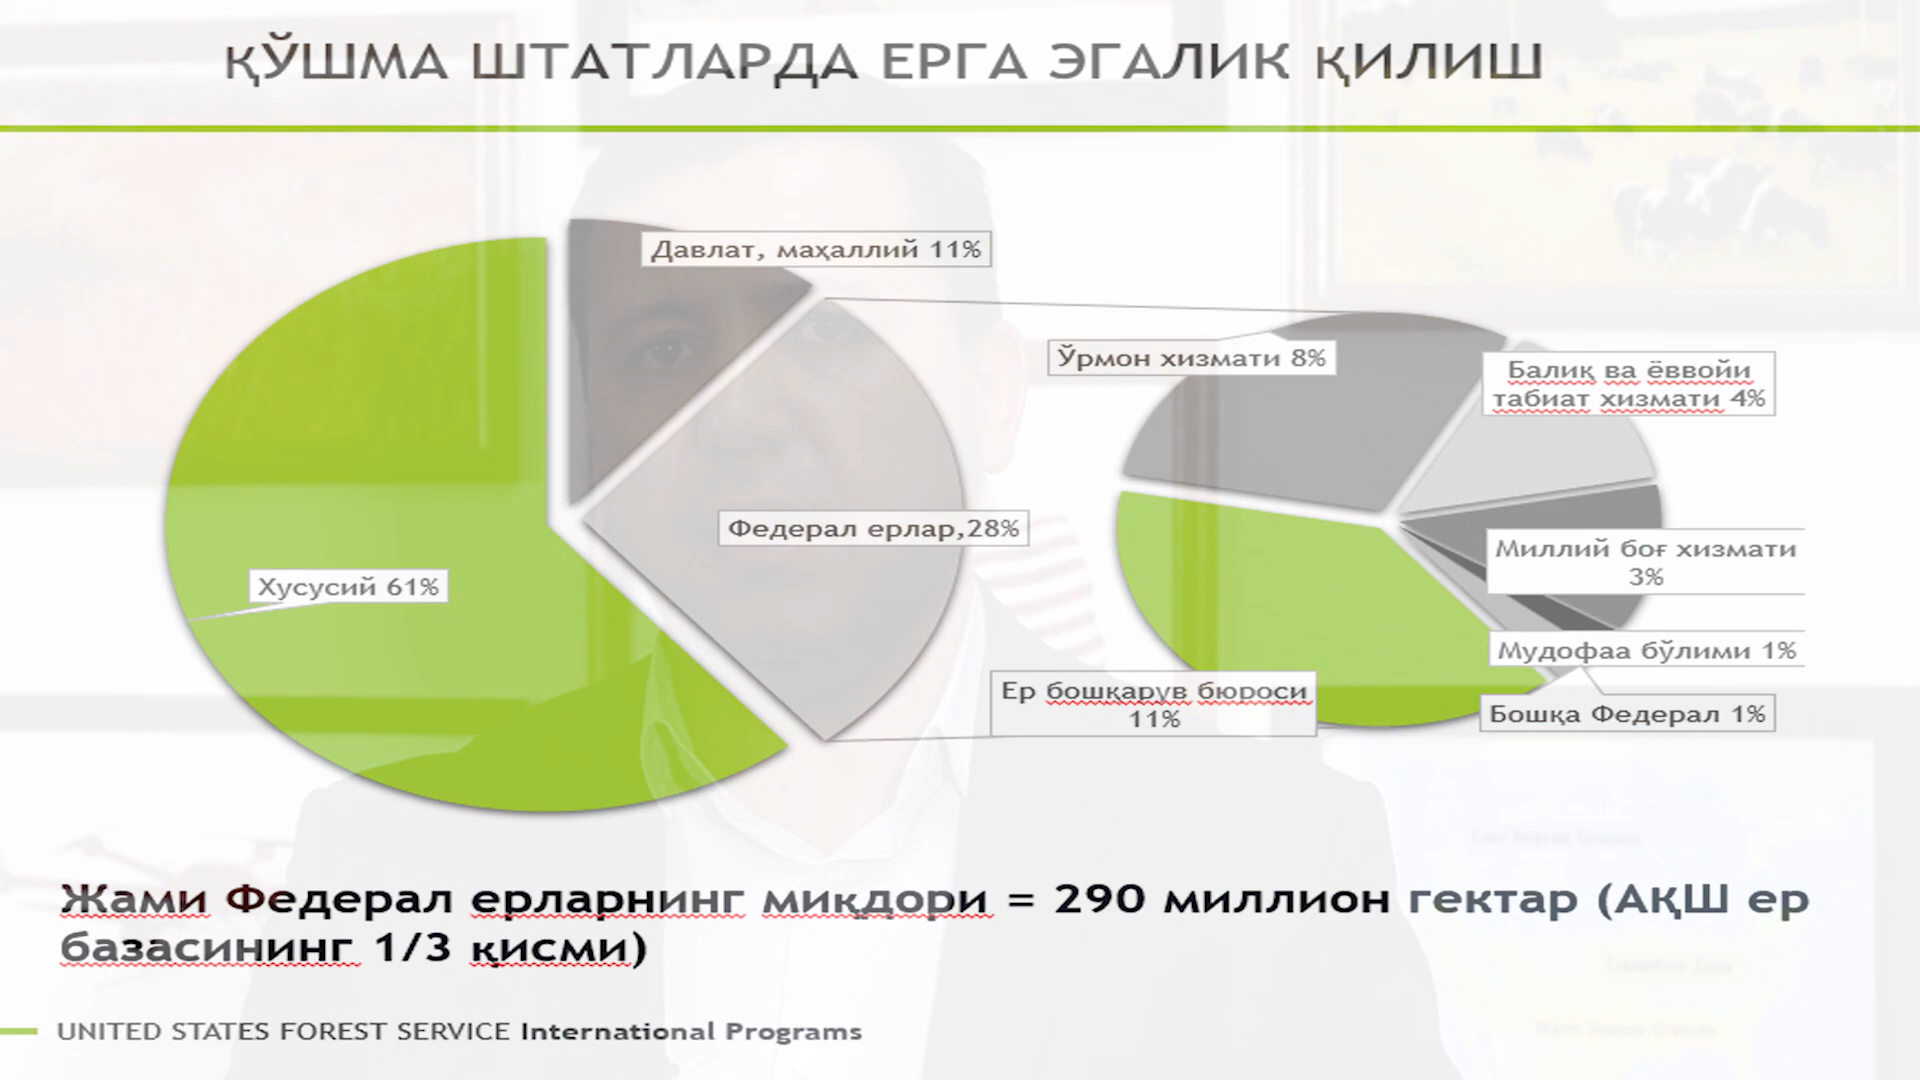 ҚЎШМА ШТАТЛАРДА ЕРГА ЭГАЛИК ҚИЛИШ
Давлат, маҳаллий 11%
Ўрмон хизмати 8%
Балиқ ва ёввойи
табиат хизмати 4%
Федерал ерлар,28%
Миллий боғ хизмати
3%
Хусусий 61%
Мудофаа бўлими 1%
Ер бошқарув бюроси
11%
Бошқа Федерал 1%
Жами Федерал ерларнинг миқдори = 290 миллион гектар (АҚШ ер
базасининг 1/3 қисми)
UNITED STATES FOREST SERVICE International Programs